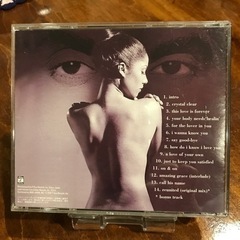 1. intro
2. crystal clear
3. this love is forever
4. your body needs healin'
5. for the lover in you
6. i wanna know you
7. say good-bye
8. how do i know i love you
9. a love of your own
10. just to keep you satisfied
11. on & on
12. amazing grace (interlude)
13. call his name
14. reunited (original mix)*
* bonus track